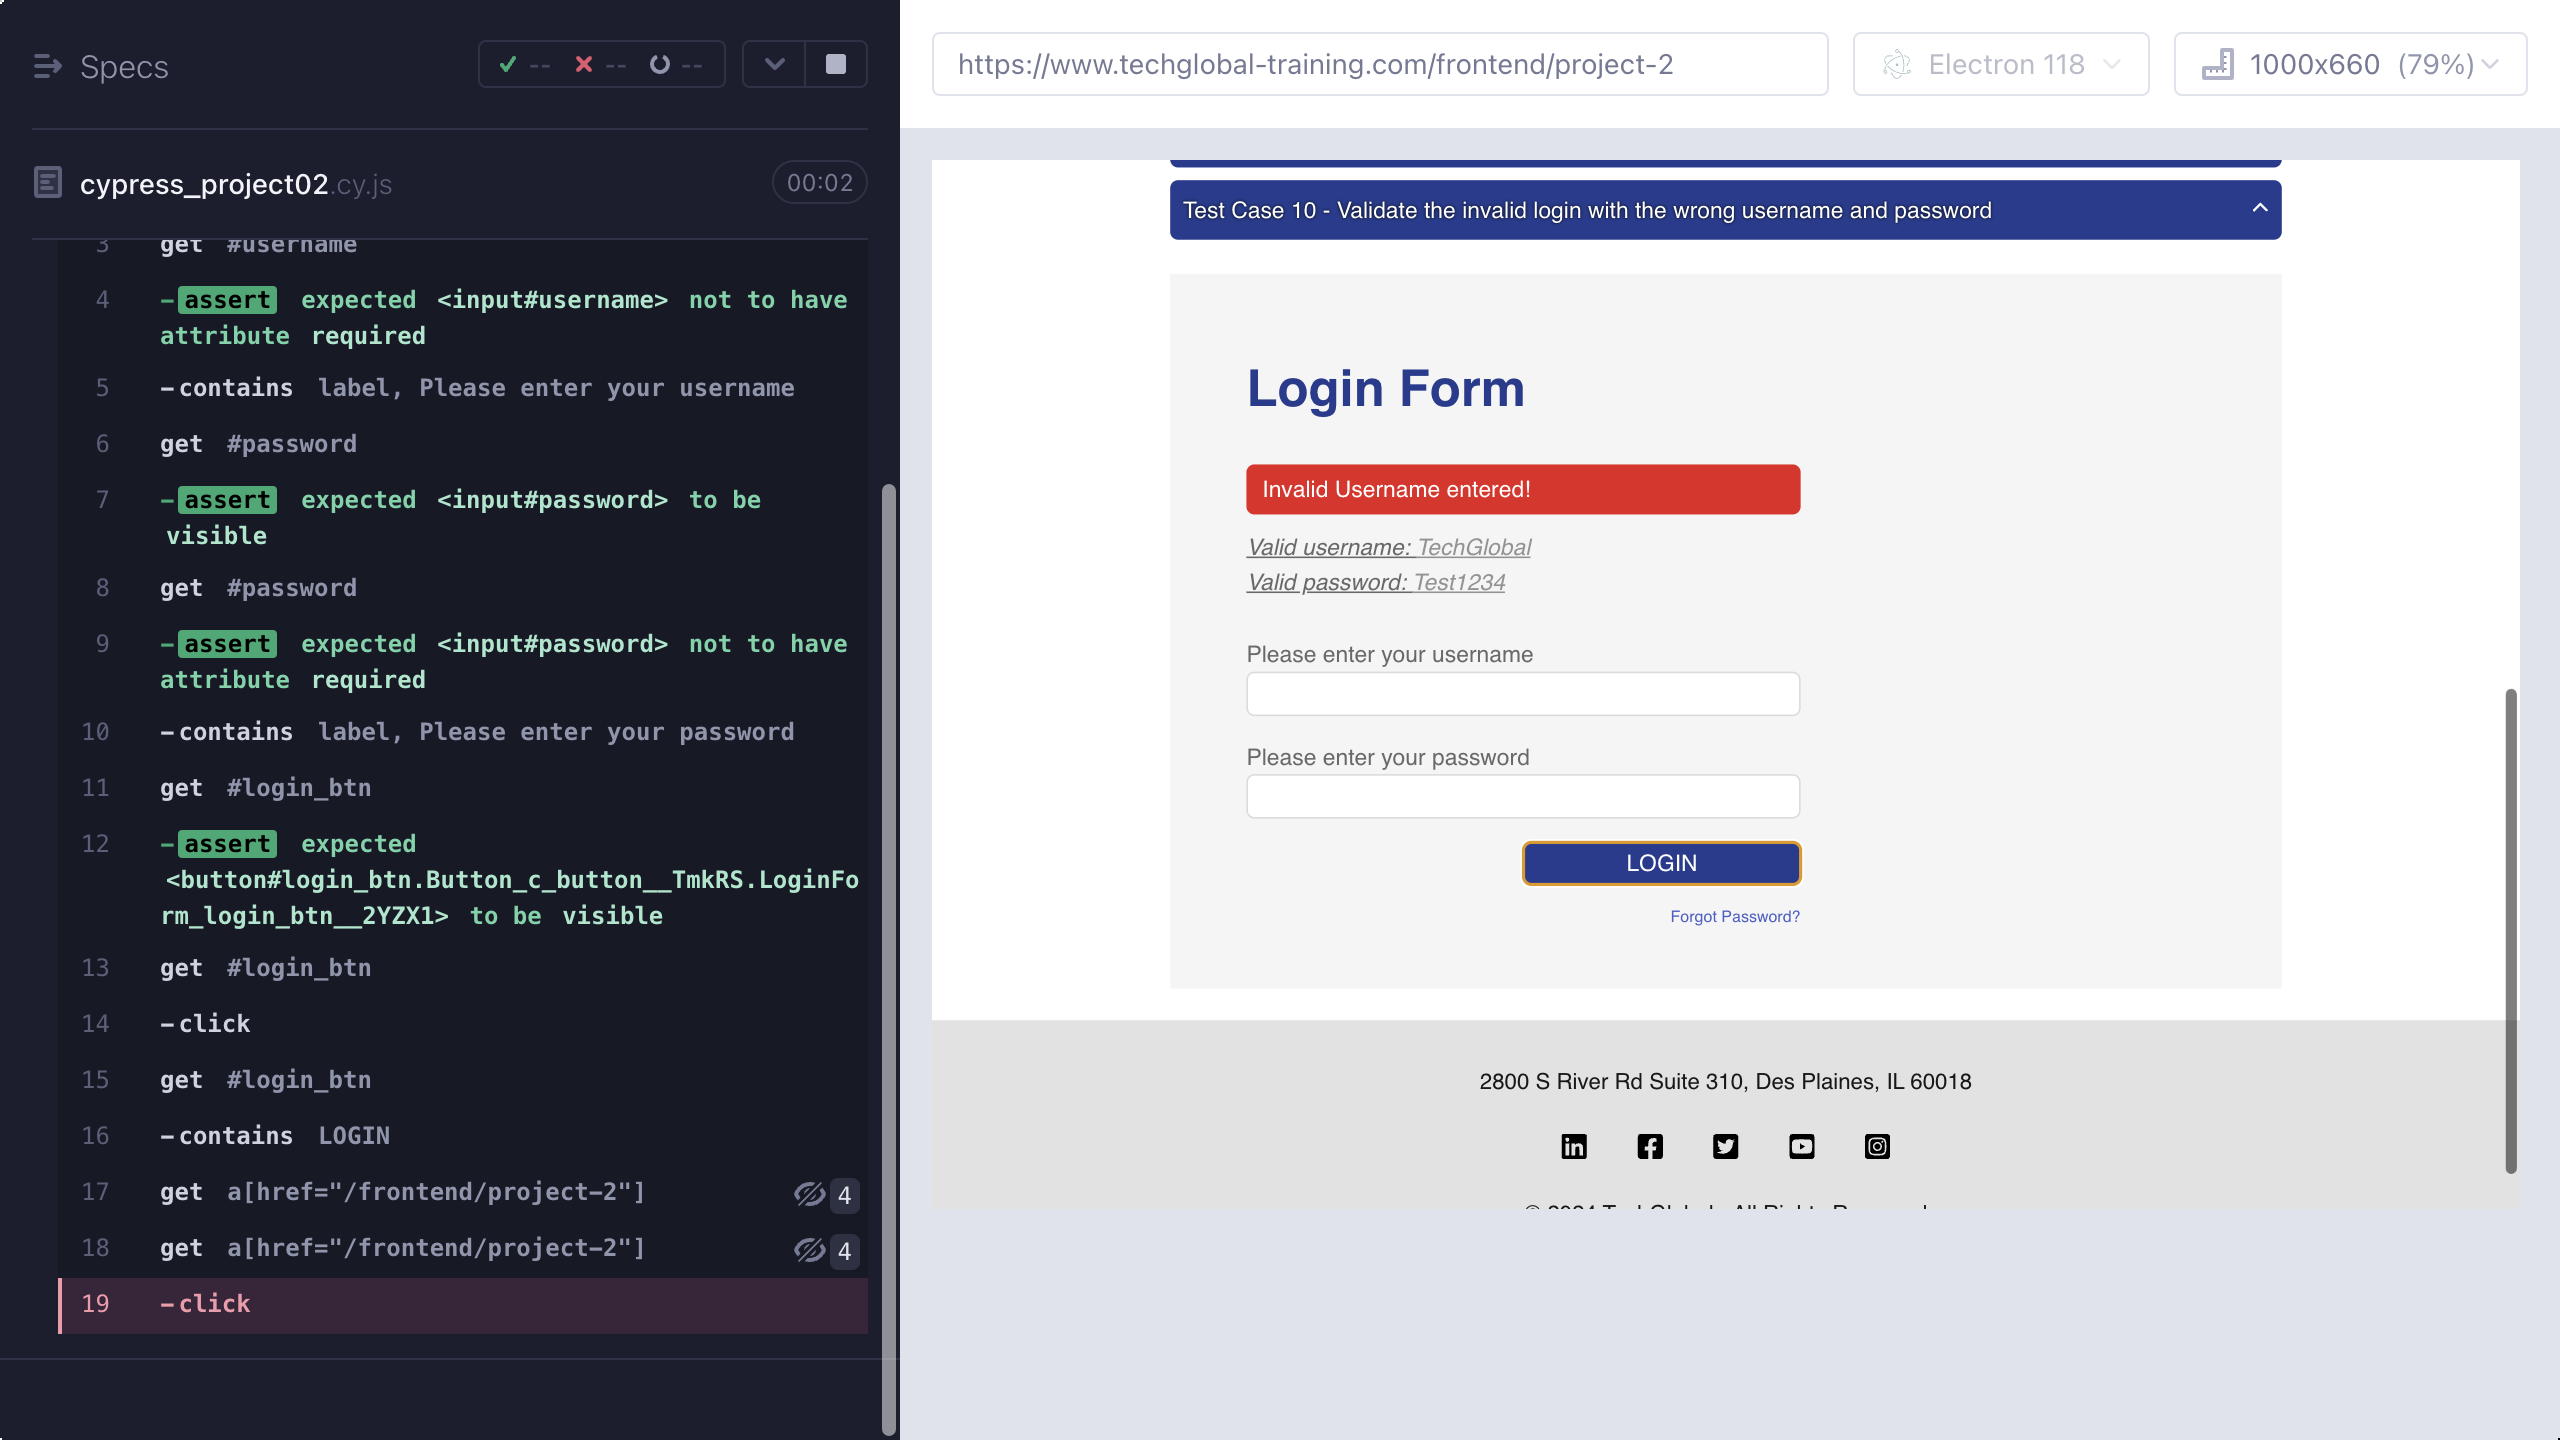 Specs
--
--
--
cypress_project02.cy.js
00:02
3 get #username
4 -assert expected <input#username> not to have
attribute required
5 -contains label, Please enter your username
6 get #password
7 -assert expected <input#password> to be
visible
8 get #password
9 -assert expected <input#password> not to have
attribute required
10 -contains label, Please enter your password
11 get #login_btn
12 -assert expected
<button#login_btn.Button_c_button__TmkRS.LoginFo
rm_login_btn__2YZX1> to be visible
13 get #login_btn
14 -click
15 get #login_btn
16 -contains LOGIN
17 get a[href="/frontend/project-2"] 4
18 get a[href="/frontend/project-2"] 4
19 -click
https://www.techglobal-training.com/frontend/project-2
Electron 118
1000x660 (79%)
Test Case 10 - Validate the invalid login with the wrong username and password
Login Form
Invalid Username entered!
Valid username: TechGlobal
Valid password: Test1234
Please enter your username
Please enter your password
LOGIN
Forgot Password?
2800 S River Rd Suite 310, Des Plaines, IL 60018